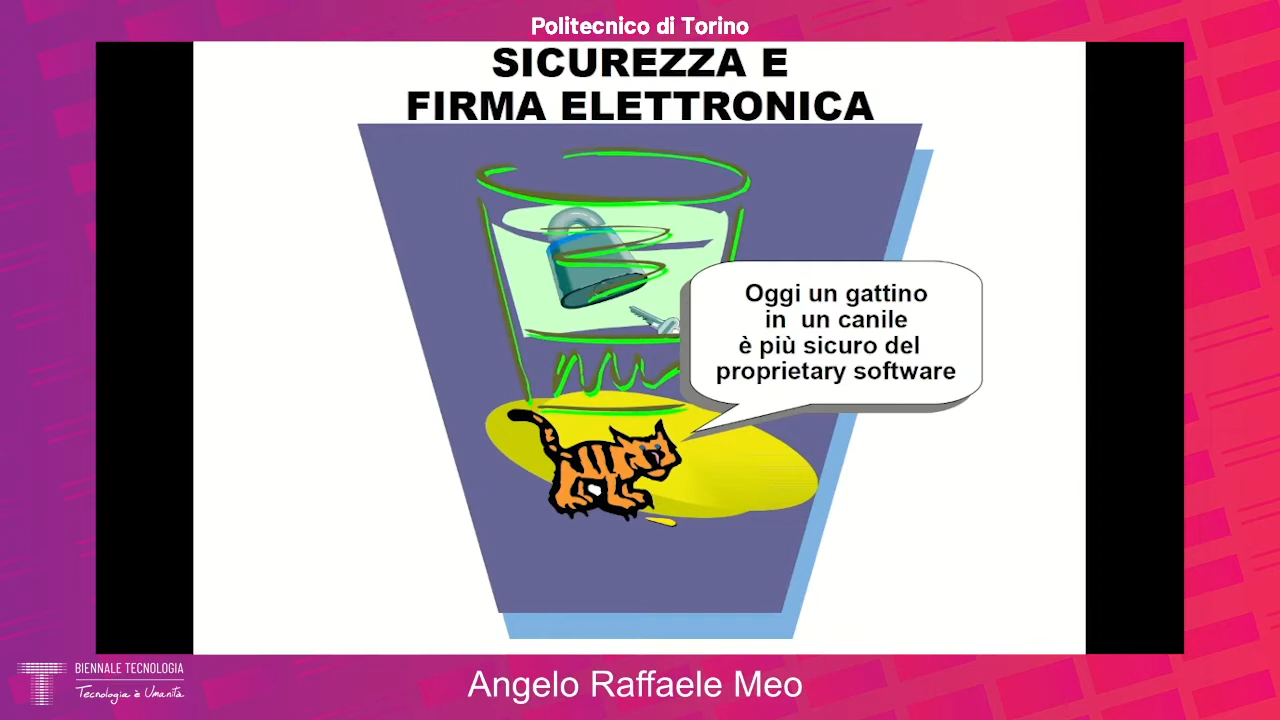 Politecnico di Torino
SICUREZZA E
FIRMA ELETTRONICA
Oggi un gattino
in un canile
è più sicuro del
proprietary software
BIENNALE TECNOLOGIA
Tecnologia è Umanità
Angelo Raffaele Meo